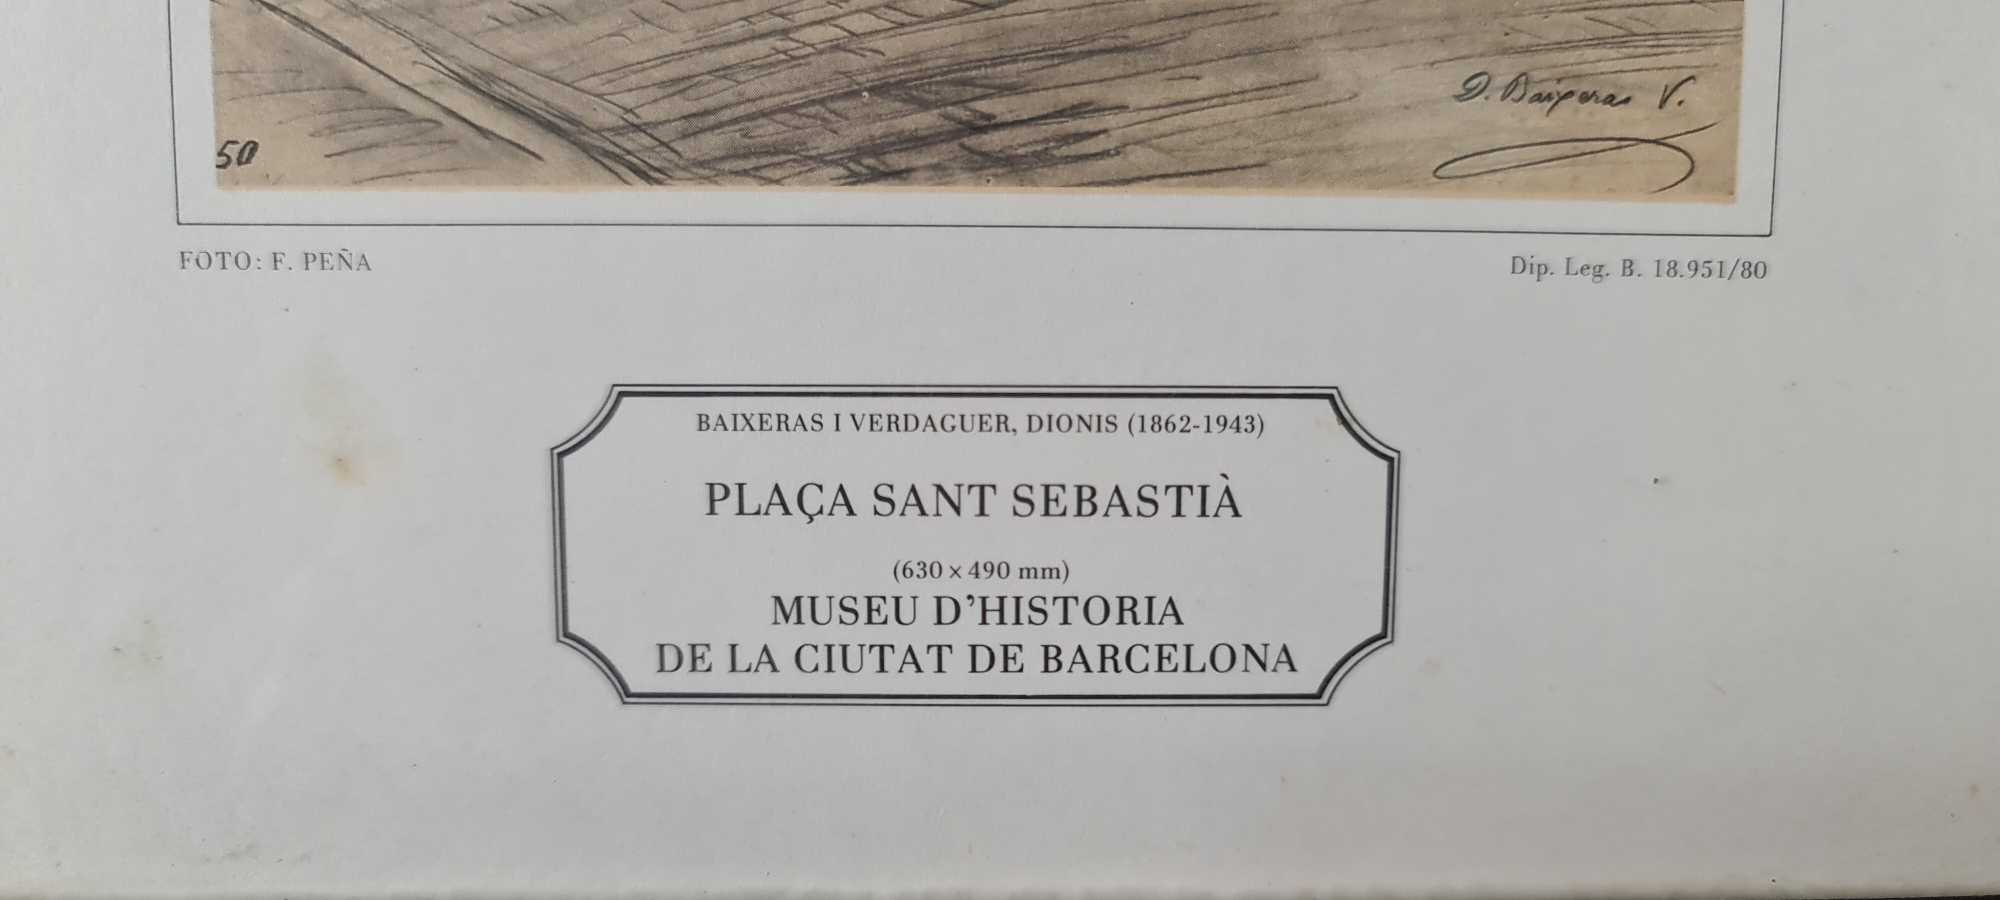 D. Baixeras V.
50
FOTO: F. PEÑA
Dip. Leg. B. 18.951/80
BAIXERAS I VERDAGUER, DIONIS (1862-1943)
PLAÇA SANT SEBASTIÀ
(630 × 490 mm)
MUSEU D’HISTORIA
DE LA CIUTAT DE BARCELONA